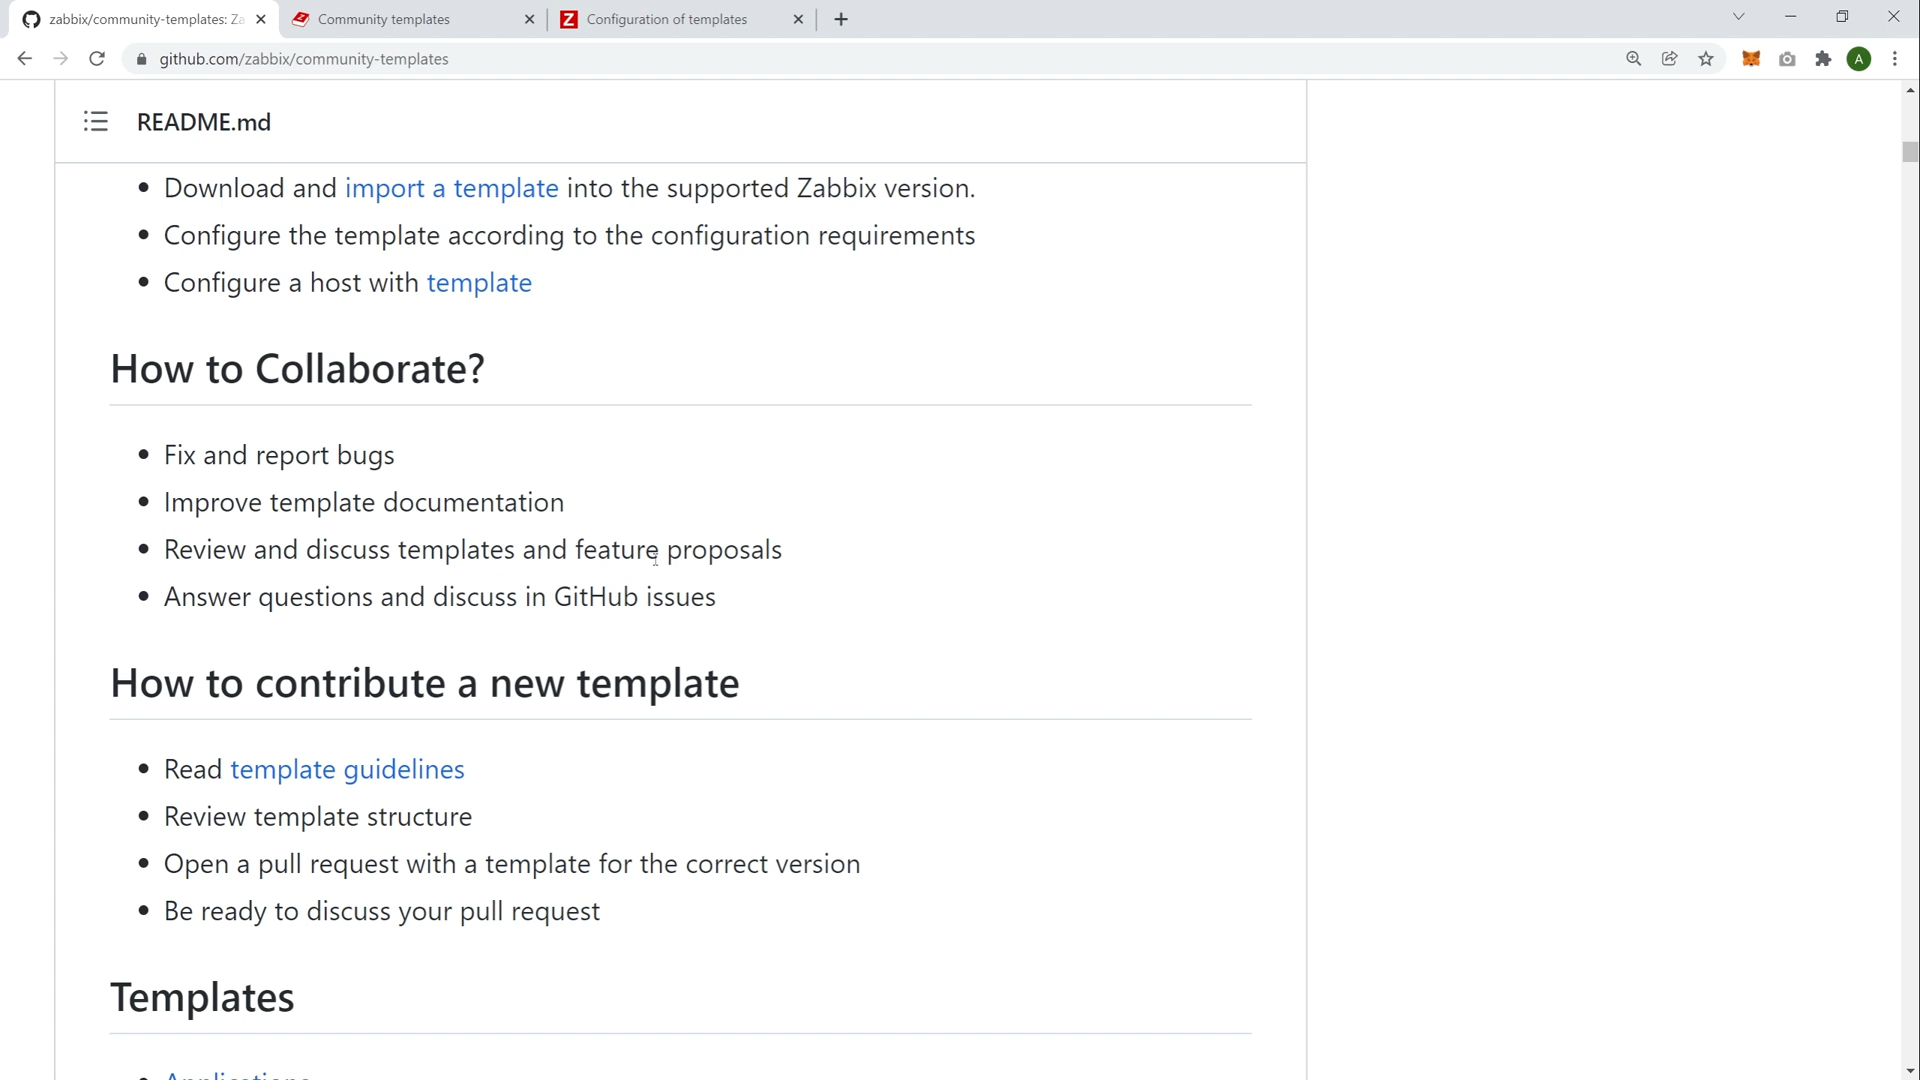 zabbix/community-templates: Za
Community templates
Configuration of templates
github.com/zabbix/community-templates
A
README.md
Download and import a template into the supported Zabbix version.
Configure the template according to the configuration requirements
Configure a host with template
How to Collaborate?
Fix and report bugs
Improve template documentation
Review and discuss templates and feature proposals
Answer questions and discuss in GitHub issues
How to contribute a new template
Read template guidelines
Review template structure
Open a pull request with a template for the correct version
Be ready to discuss your pull request
Templates
Applications